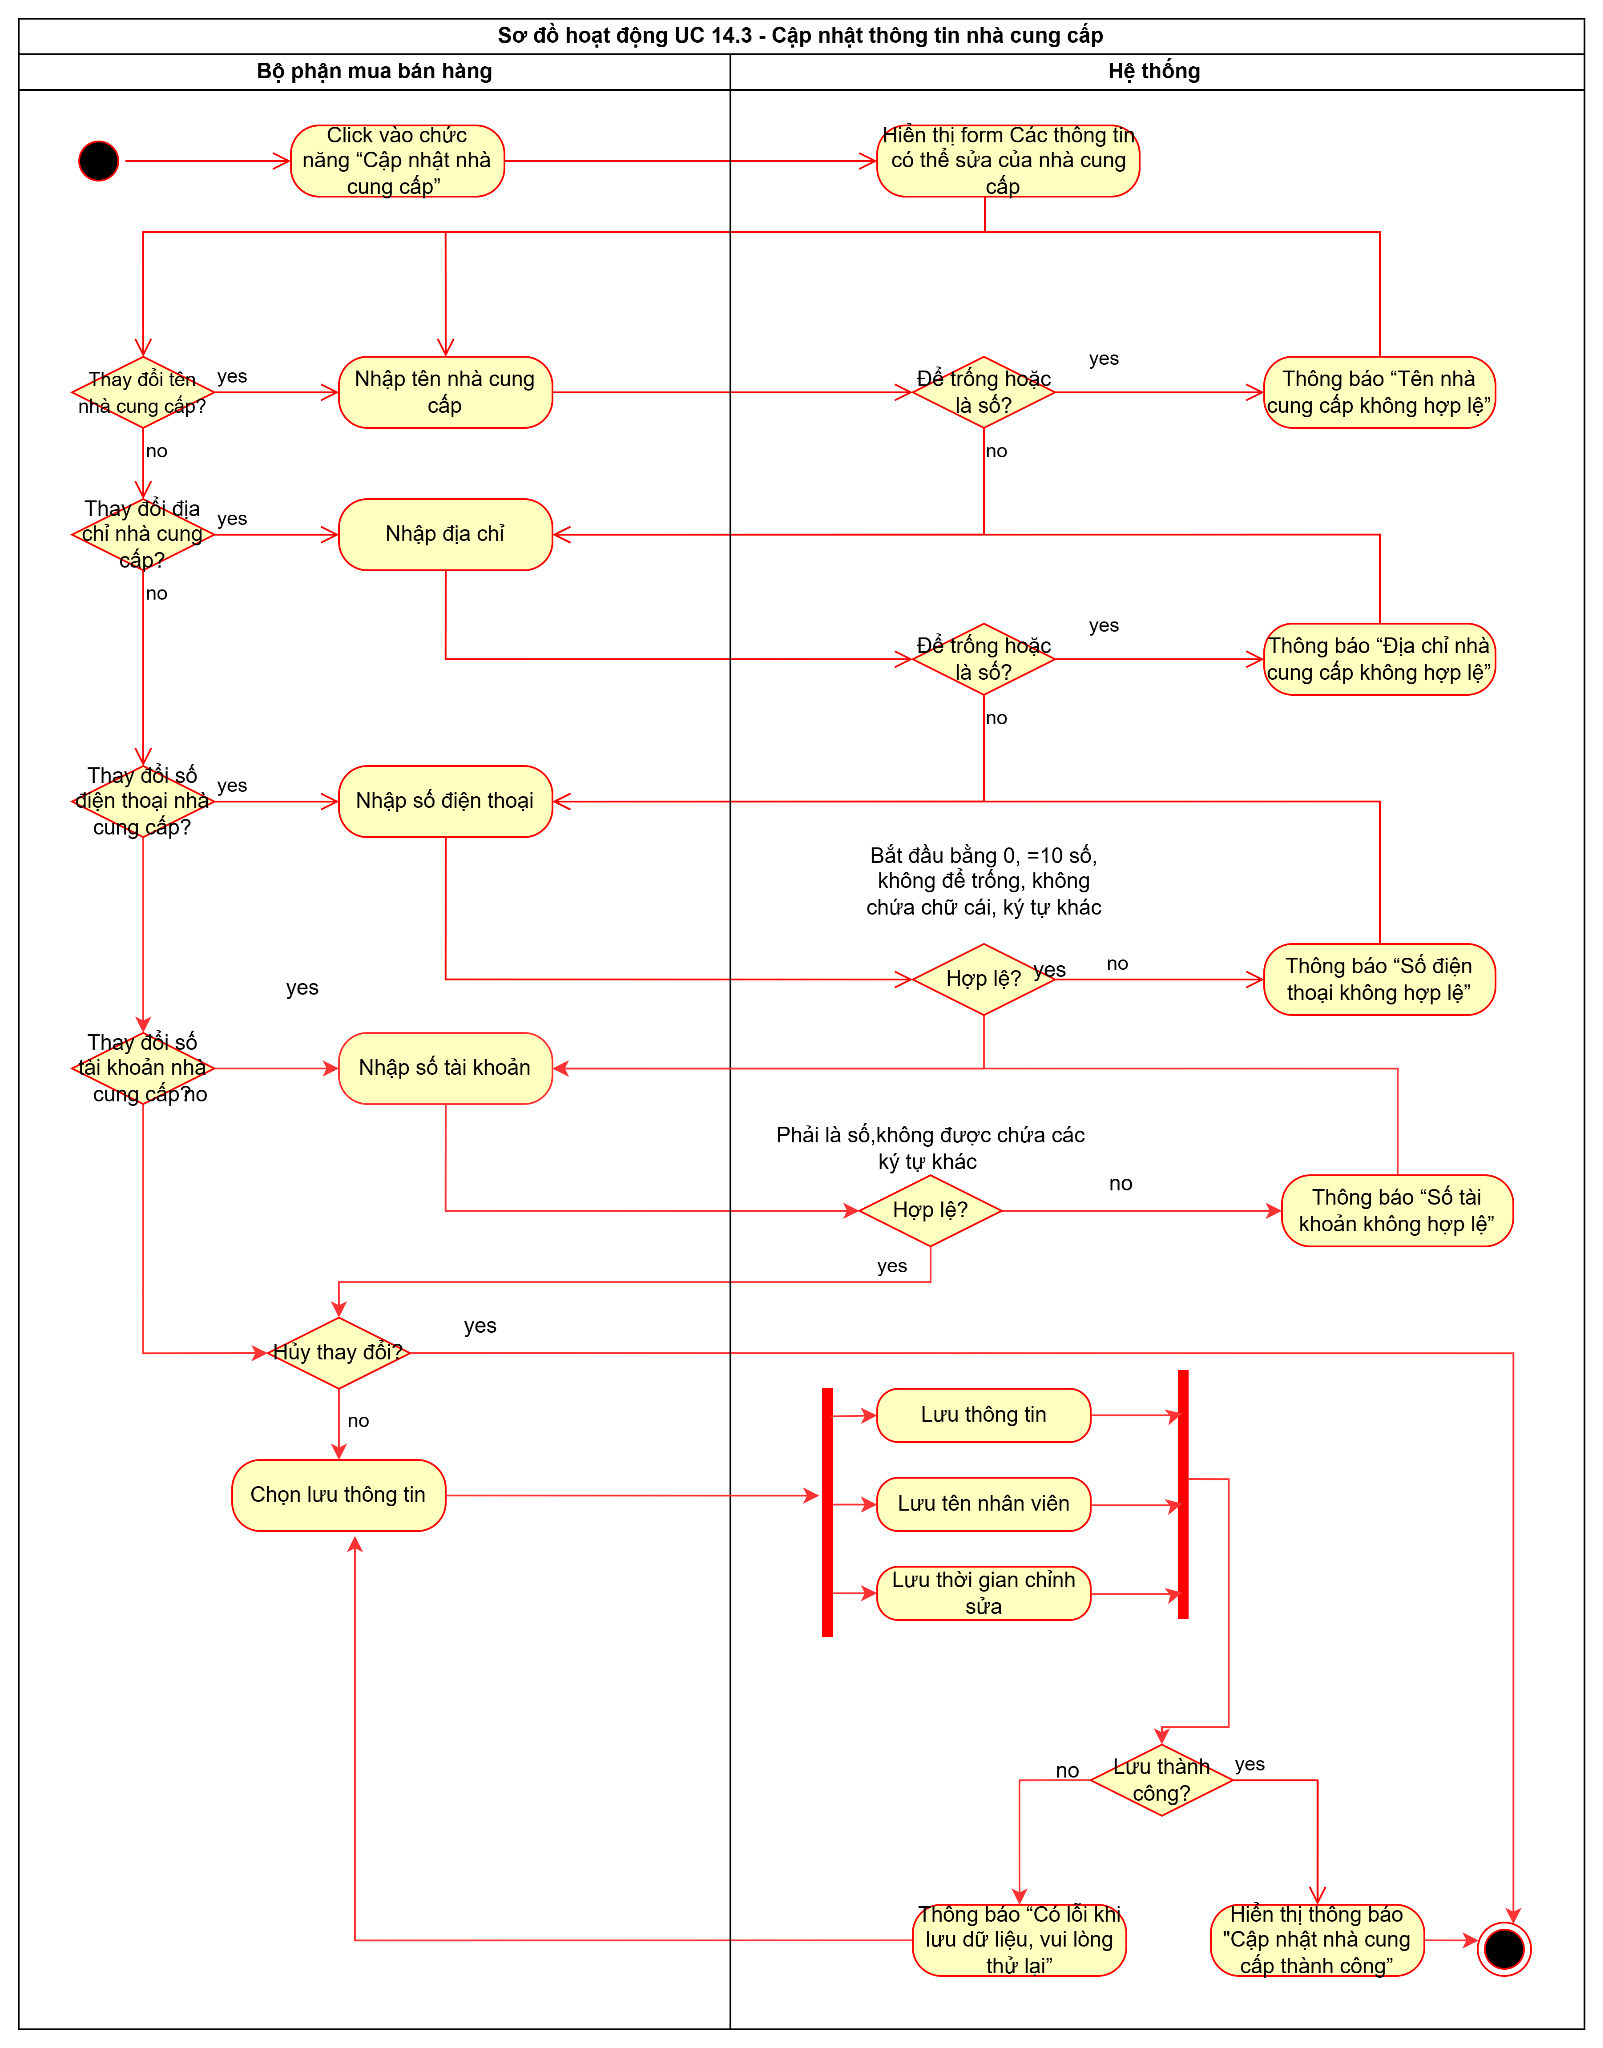 Sơ đồ hoạt động UC 14.3 - Cập nhật thông tin nhà cung cấp
Bộ phận mua bán hàng
Hệ thống
Click vào chức
năng “Cập nhật nhà
cung cấp”
Hiển thị form Các thông tin
có thể sửa của nhà cung
cấp
Thay đổi tên
nhà cung cấp?
yes
no
Nhập tên nhà cung
cấp
Để trống hoặc
là số?
yes
no
Thông báo “Tên nhà
cung cấp không hợp lệ”
Thay đổi địa
chỉ nhà cung
cấp?
yes
no
Nhập địa chỉ
Để trống hoặc
là số?
yes
no
Thông báo “Địa chỉ nhà
cung cấp không hợp lệ”
Thay đổi số
điện thoại nhà
cung cấp?
yes
Nhập số điện thoại
Bắt đầu bằng 0, =10 số,
không để trống, không
chứa chữ cái, ký tự khác
Hợp lệ?
yes
no
Thông báo “Số điện
thoại không hợp lệ”
yes
Thay đổi số
tài khoản nhà
cung cấp?
no
Nhập số tài khoản
Phải là số,không được chứa các
ký tự khác
Hợp lệ?
no
yes
Thông báo “Số tài
khoản không hợp lệ”
Hủy thay đổi?
yes
no
Chọn lưu thông tin
Lưu thông tin
Lưu tên nhân viên
Lưu thời gian chỉnh
sửa
Lưu thành
công?
no
yes
Thông báo “Có lỗi khi
lưu dữ liệu, vui lòng
thử lại”
Hiển thị thông báo
"Cập nhật nhà cung
cấp thành công”